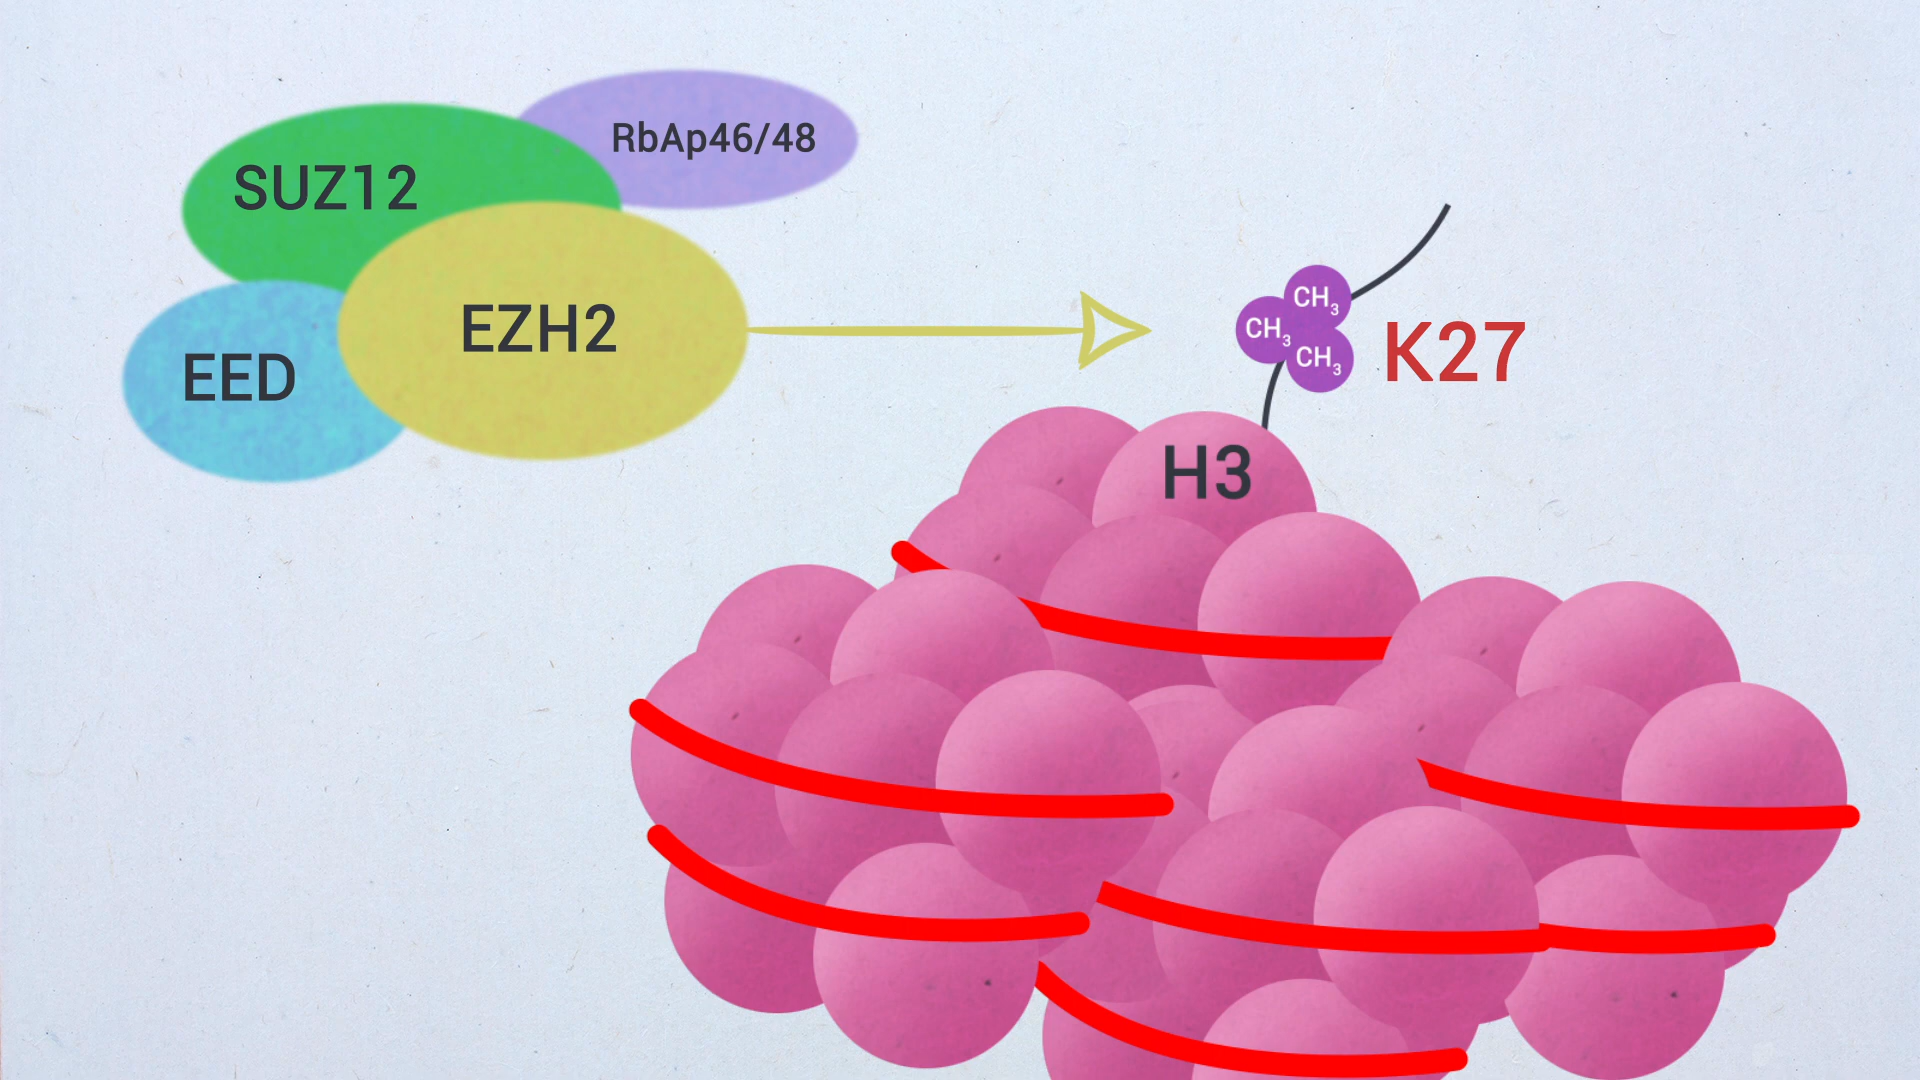 RbAp46/48
SUZ12
EZH2
EED
CH₃
CH₃
CH₃
K27
H3